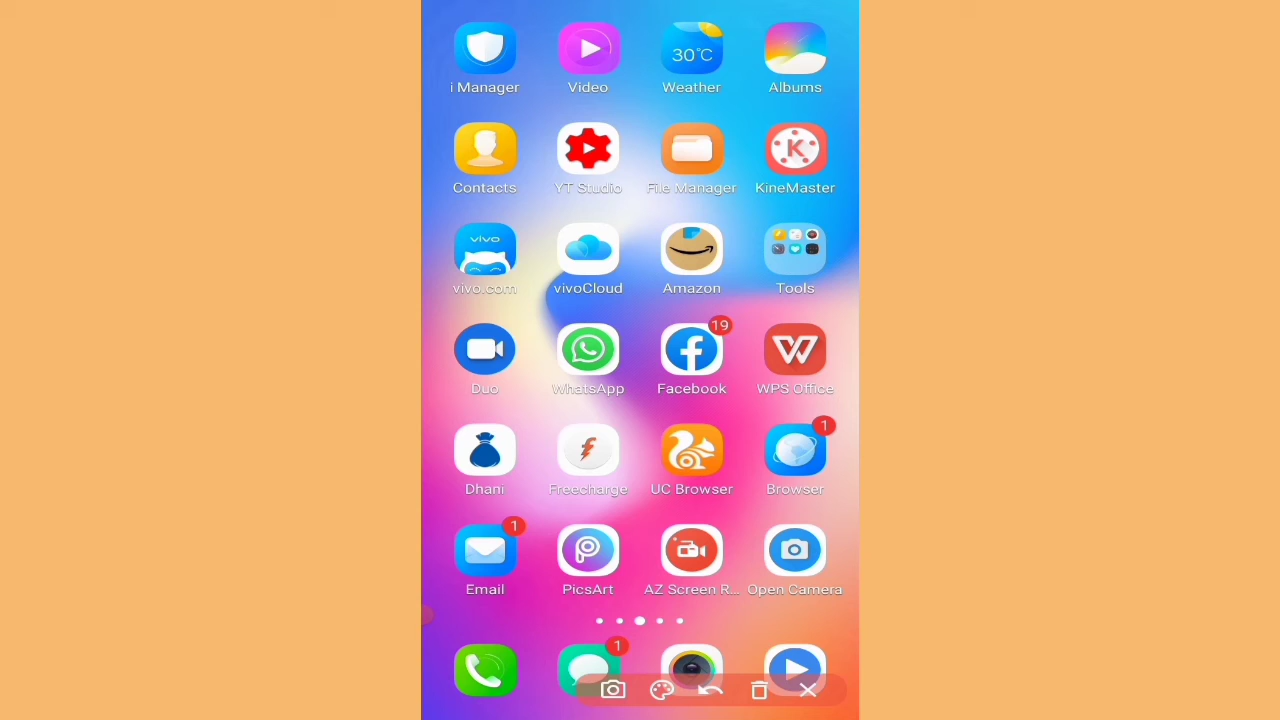 30°C
i Manager Video Weather Albums
Contacts YT Studio File Manager KineMaster
vivo
vivo.com vivoCloud Amazon Tools
19
Duo WhatsApp Facebook WPS Office
1
Dhani Freecharge UC Browser Browser
1
Email PicsArt AZ Screen R... Open Camera
1